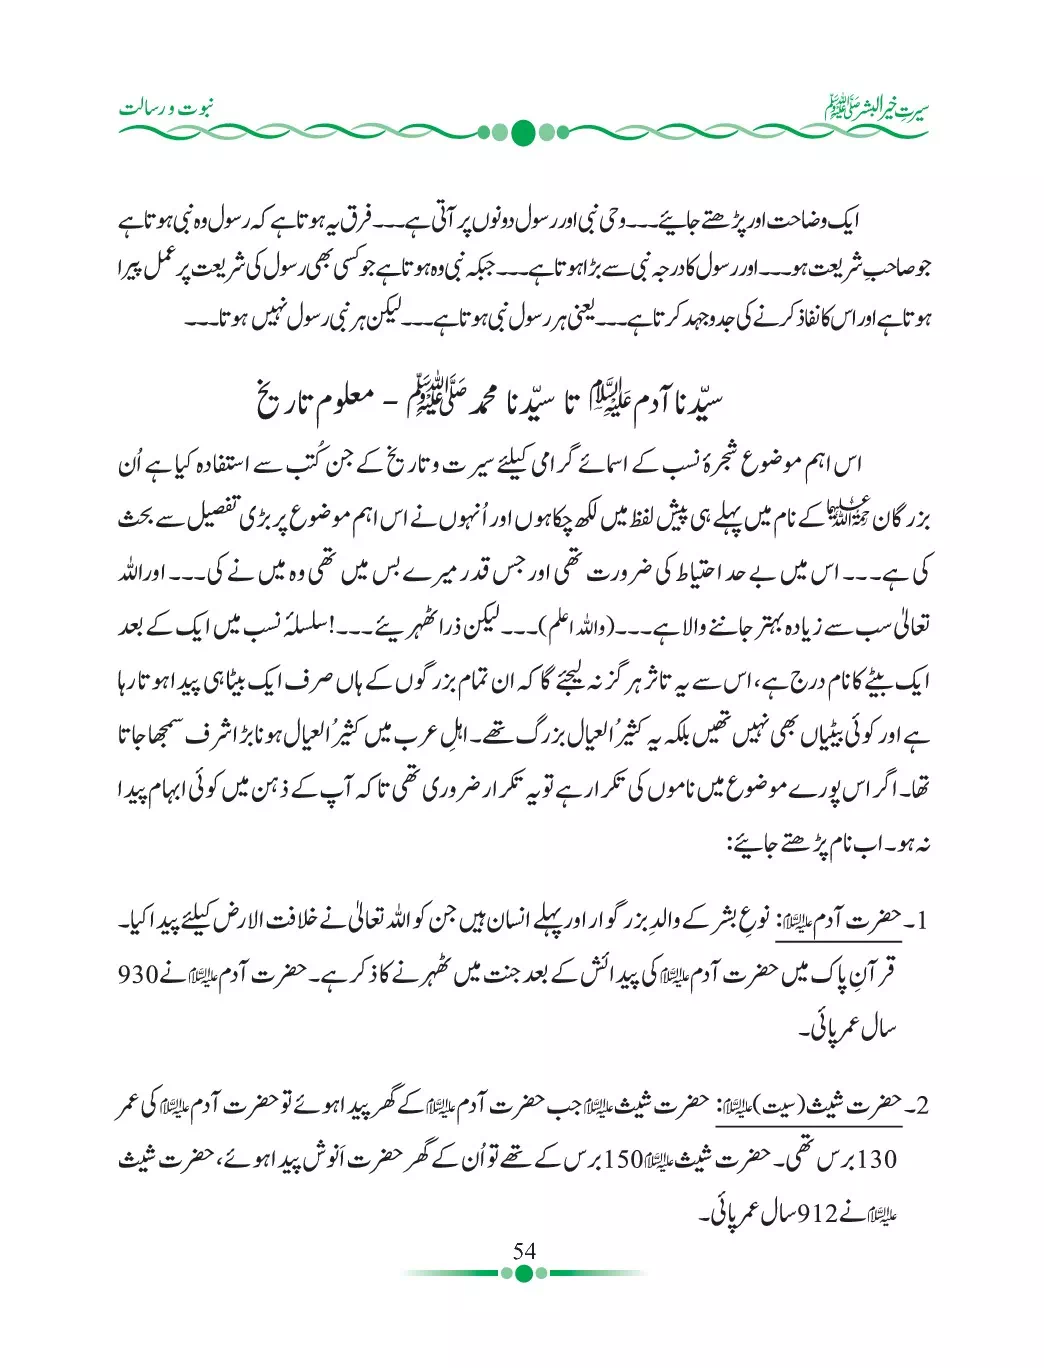 سیرتِ خیر البشر ﷺ
نبوت و رسالت
ایک وضاحت اور پڑھتے جائیے۔۔۔وحی نبی اور رسول دونوں پر آتی ہے۔۔۔فرق یہ ہوتا ہے کہ رسول وہ نبی ہوتا ہے
جو صاحبِ شریعت ہو۔۔۔اور رسول کا درجہ نبی سے بڑا ہوتا ہے۔۔۔جبکہ نبی وہ ہوتا ہے جو کسی بھی رسول کی شریعت پر عمل پیرا
ہوتا ہے اور اس کا نفاذ کرنے کی جدوجہد کرتا ہے۔۔۔یعنی ہر رسول نبی ہوتا ہے۔۔۔لیکن ہر نبی رسول نہیں ہوتا۔۔۔
سیّدنا آدم علیہ السلام تا سیّدنا محمد ﷺ - معلوم تاریخ
اس اہم موضوع شجرۂ نسب کے اسمائے گرامی کیلئے سیرت و تاریخ کے جن کُتب سے استفادہ کیا ہے اُن
بزرگان رحمۃ اللہ علیہما کے نام میں پہلے ہی پیش لفظ میں لکھ چکا ہوں اور اُنہوں نے اس اہم موضوع پر بڑی تفصیل سے بحث
کی ہے۔۔۔ اس میں بے حد احتیاط کی ضرورت تھی اور جس قدر میرے بس میں تھی وہ میں نے کی۔۔۔ اور اللہ
تعالیٰ سب سے زیادہ بہتر جاننے والا ہے۔۔۔(واللہ اعلم)۔۔۔لیکن ذرا ٹھہریئے۔۔۔!سلسلۂ نسب میں ایک کے بعد
ایک بیٹے کا نام درج ہے، اس سے یہ تاثر ہرگز نہ لیجئے گا کہ ان تمام بزرگوں کے ہاں صرف ایک بیٹا ہی پیدا ہوتا رہا
ہے اور کوئی بیٹیاں بھی نہیں تھیں بلکہ یہ کثیرُ العیال بزرگ تھے۔ اہلِ عرب میں کثیرُ العیال ہونا بڑا شرف سمجھا جاتا
تھا۔ اگر اس پورے موضوع میں ناموں کی تکرار ہے تو یہ تکرار ضروری تھی تاکہ آپ کے ذہن میں کوئی ابہام پیدا
نہ ہو۔ اب نام پڑھتے جائیے:
1۔ حضرت آدم علیہ السلام: نوعِ بشر کے والدِ بزرگوار اور پہلے انسان ہیں جن کو اللہ تعالیٰ نے خلافت الارض کیلئے پیدا کیا۔
قرآنِ پاک میں حضرت آدم علیہ السلام کی پیدائش کے بعد جنت میں ٹھہرنے کا ذکر ہے۔ حضرت آدم علیہ السلام نے 930
سال عمر پائی۔
2۔ حضرت شیث (سیت) علیہ السلام: حضرت شیث علیہ السلام جب حضرت آدم علیہ السلام کے گھر پیدا ہوئے تو حضرت آدم علیہ السلام کی عمر
130 برس تھی۔ حضرت شیث علیہ السلام 150 برس کے تھے تو اُن کے گھر حضرت اَنوش پیدا ہوئے، حضرت شیث
علیہ السلام نے 912 سال عمر پائی۔
54